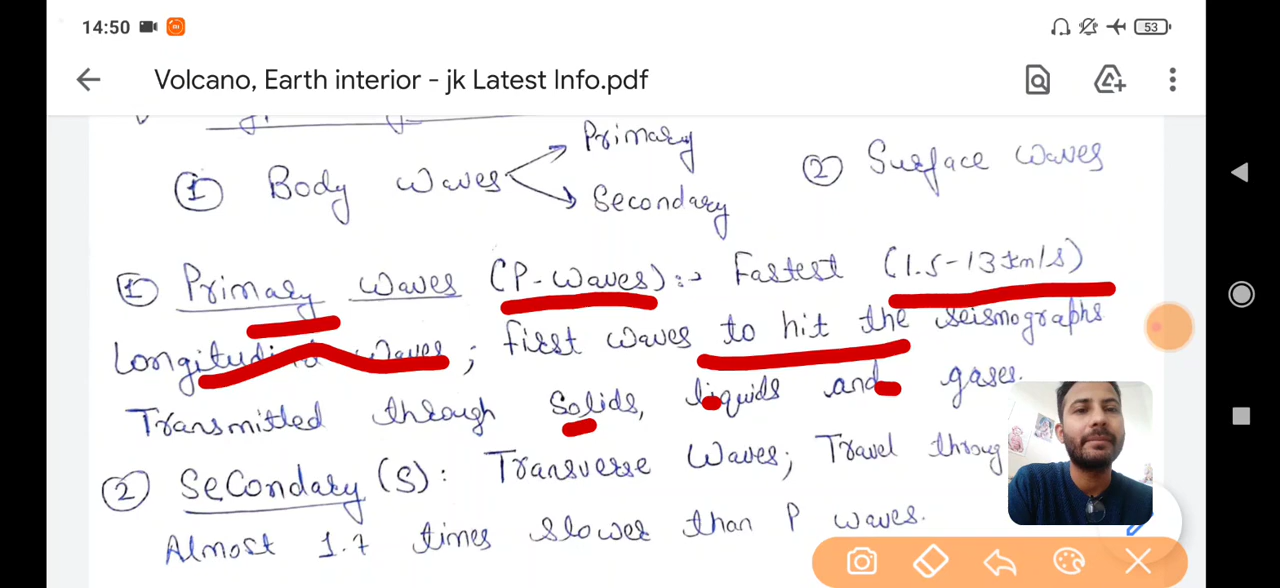 14:50
53
Volcano, Earth interior - jk Latest Info.pdf
Primary
① Body waves
② Surface waves
Secondary
① Primary waves (P-waves) :→ Fastest (1.5-13 km/s)
Longitudinal waves ; first waves to hit the seismographs
Transmitted through Solids, liquids and gases.
② Secondary (S) : Transverse waves; Travel throug
Almost 1.7 times slower than P waves.